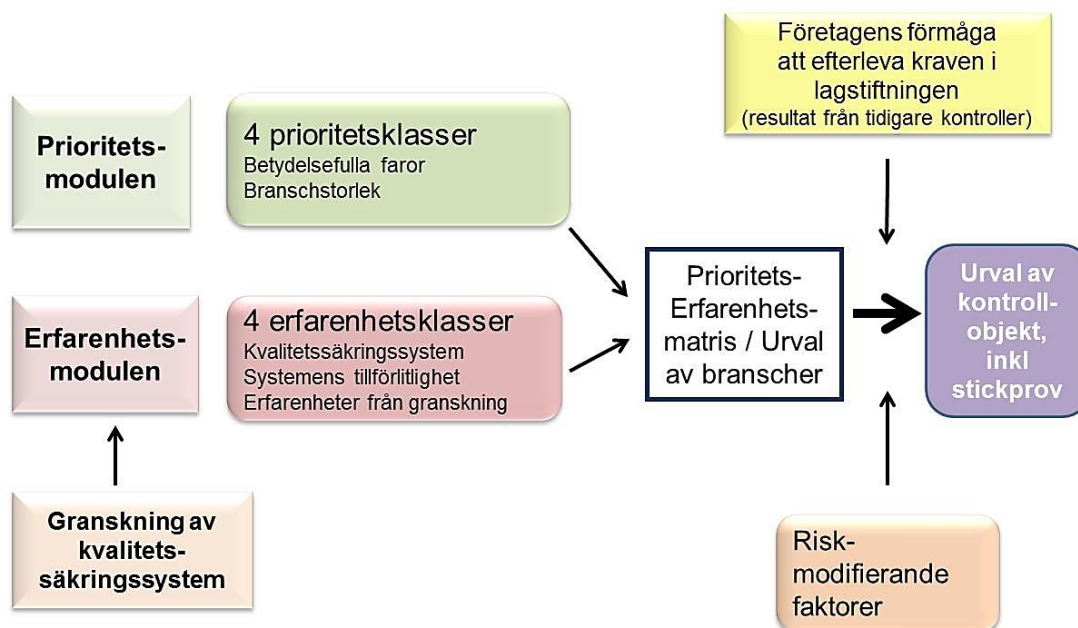 Företagens förmåga
att efterleva kraven i
lagstiftningen
(resultat från tidigare kontroller)
Prioritets-
modulen
4 prioritetsklasser
Betydelsefulla faror
Branschstorlek
Erfarenhets-
modulen
4 erfarenhetsklasser
Kvalitetssäkringssystem
Systemens tillförlitlighet
Erfarenheter från granskning
Prioritets-
Erfarenhets-
matris / Urval
av branscher
Urval av
kontroll-
objekt,
inkl
stickprov
Granskning av
kvalitets-
säkringssystem
Risk-
modifierande
faktorer